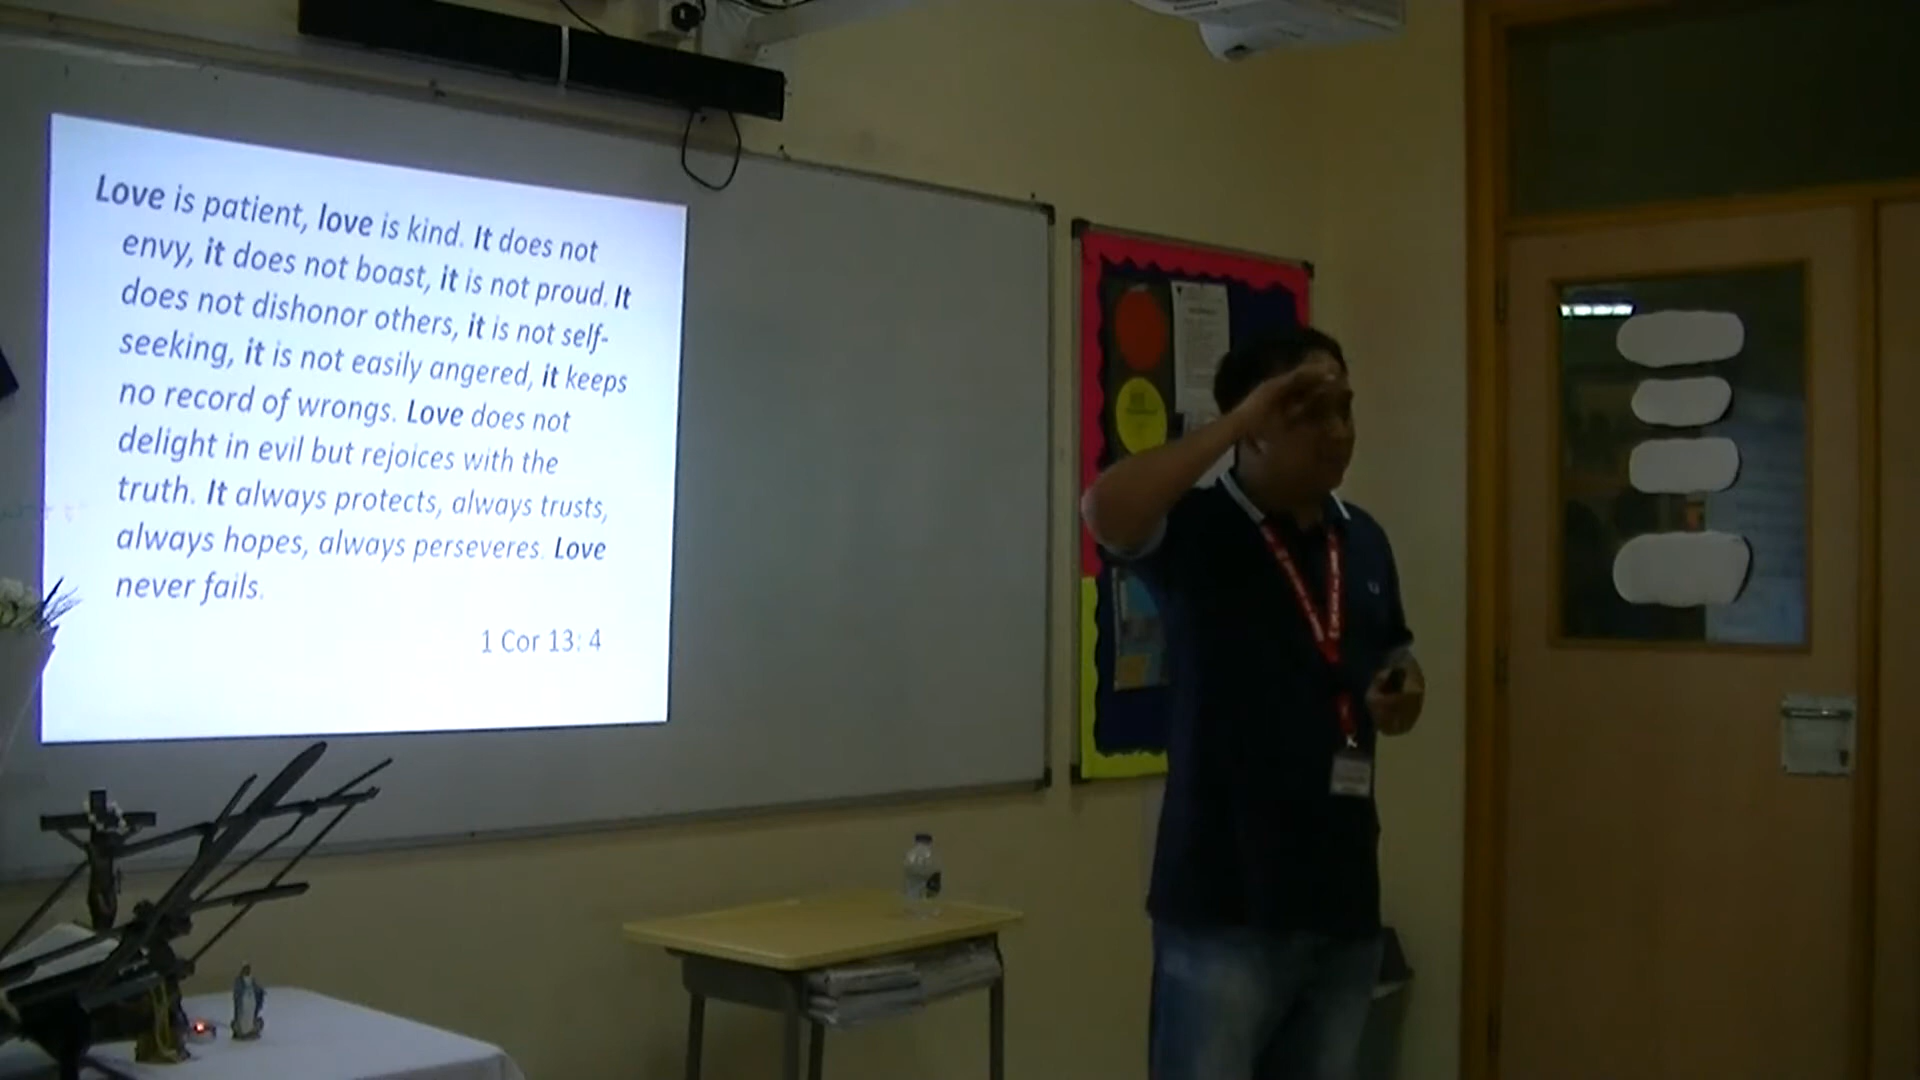 Love is patient, love is kind. It does not
envy, it does not boast, it is not proud. It
does not dishonor others, it is not self-
seeking, it is not easily angered, it keeps
no record of wrongs. Love does not
delight in evil but rejoices with the
truth. It always protects, always trusts,
always hopes, always perseveres. Love
never fails.
1 Cor 13: 4